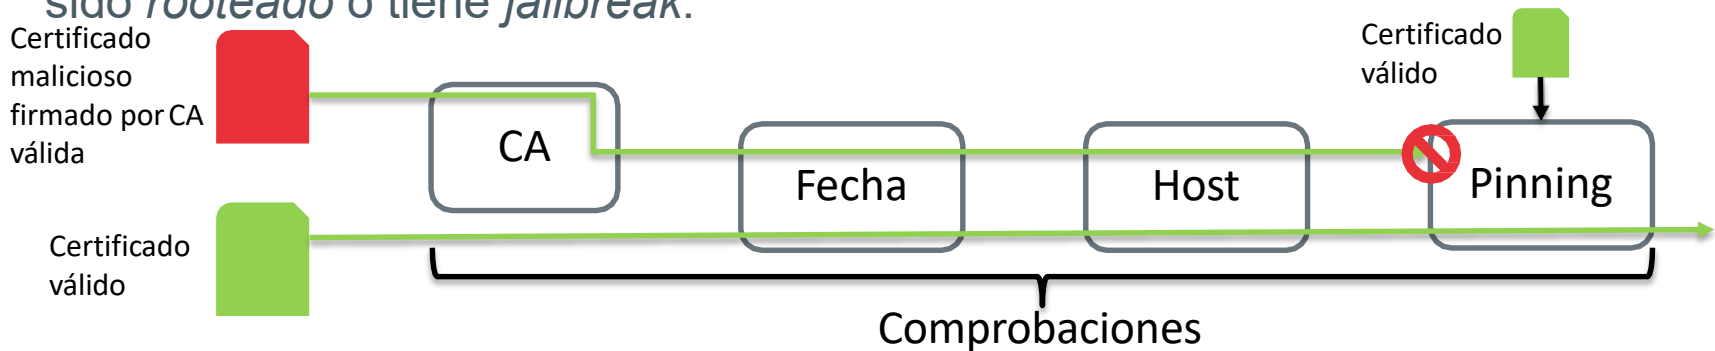 sido rooteado o tiene jailbreak.
Certificado
malicioso
firmado por CA
válida
Certificado
válido
CA
Fecha
Host
Pinning
Certificado
válido
Comprobaciones